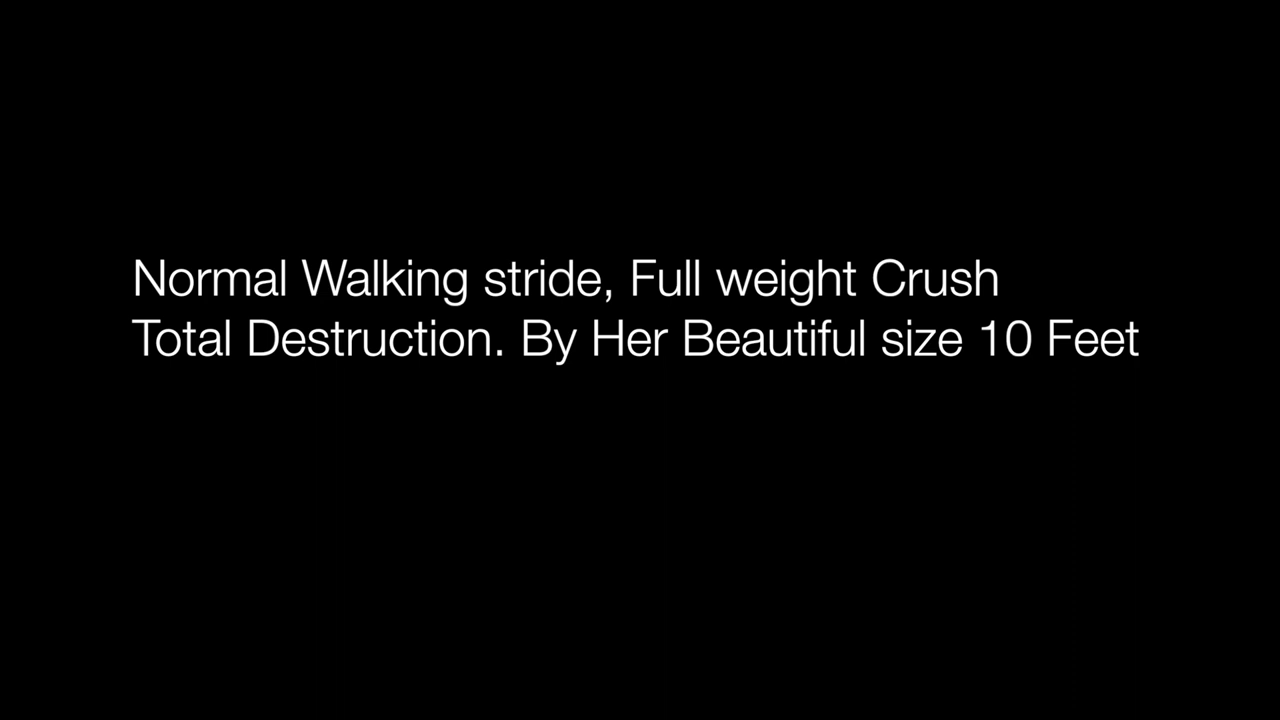 Normal Walking stride, Full weight Crush
Total Destruction. By Her Beautiful size 10 Feet